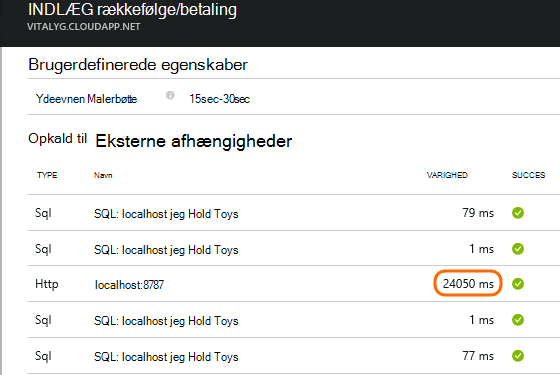 INDLÆG rækkefølge/betaling
VITALYG.CLOUDAPP.NET
Brugerdefinerede egenskaber
Ydeevnen Malerbøtte 15sec-30sec
Opkald til Eksterne afhængigheder
TYPE Navn VARIGHED SUCCES
Sql SQL: localhost jeg Hold Toys 79 ms
Sql SQL: localhost jeg Hold Toys 1 ms
Http localhost:8787 24050 ms
Sql SQL: localhost jeg Hold Toys 1 ms
Sql SQL: localhost jeg Hold Toys 77 ms